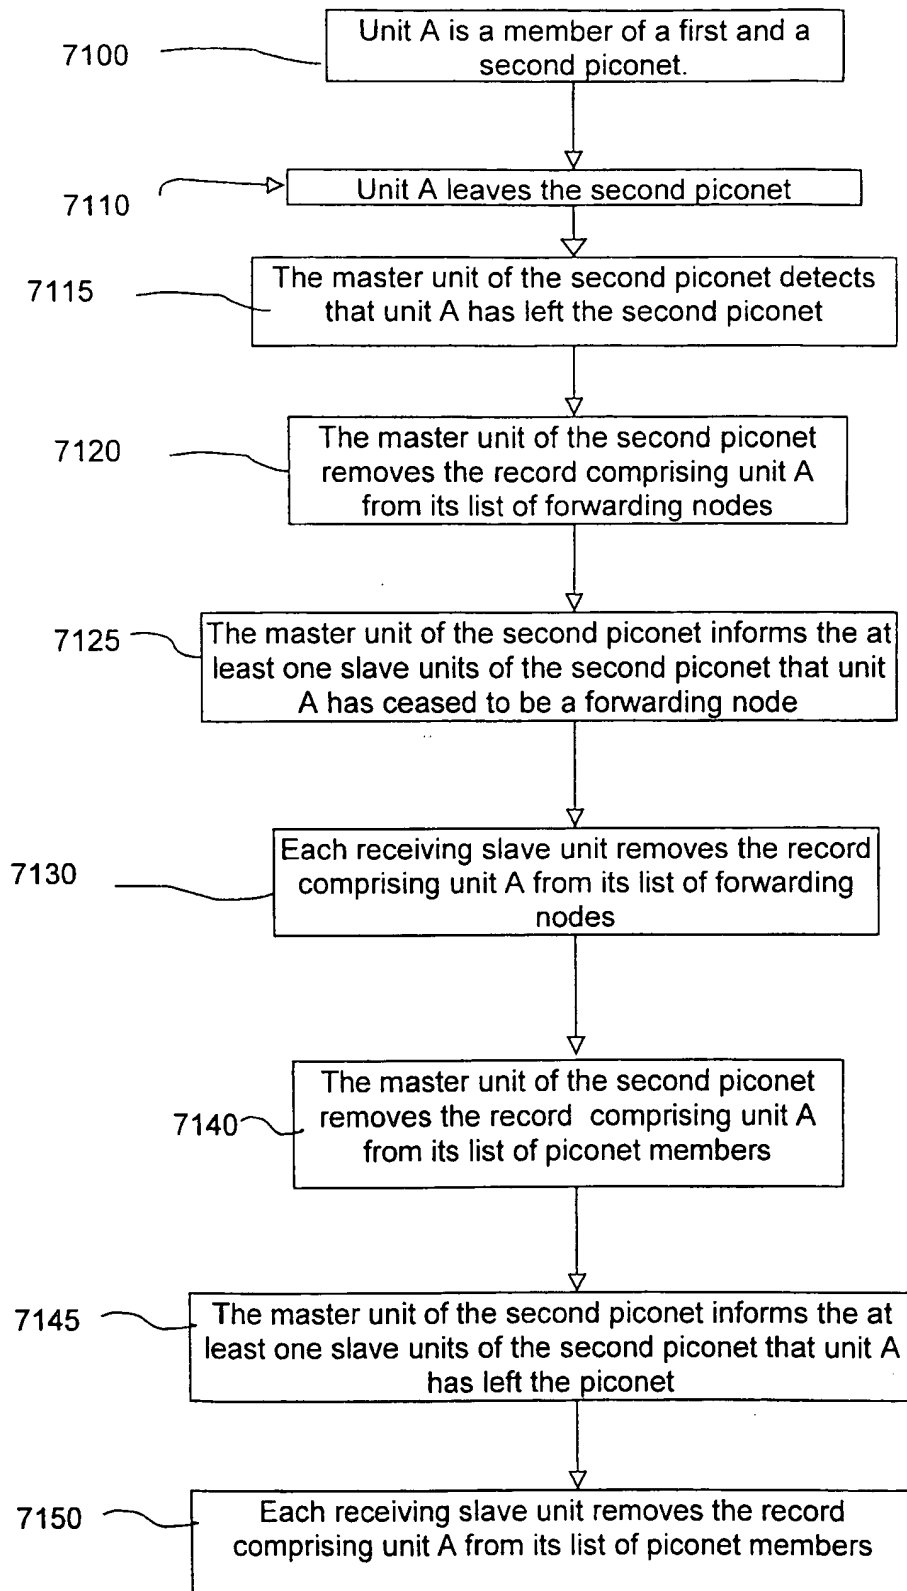 7100
Unit A is a member of a first and a
second piconet.
7110
Unit A leaves the second piconet
7115
The master unit of the second piconet detects
that unit A has left the second piconet
7120
The master unit of the second piconet
removes the record comprising unit A
from its list of forwarding nodes
7125
The master unit of the second piconet informs the at
least one slave units of the second piconet that unit
A has ceased to be a forwarding node
7130
Each receiving slave unit removes the record
comprising unit A from its list of forwarding
nodes
7140
The master unit of the second piconet
removes the record comprising unit A
from its list of piconet members
7145
The master unit of the second piconet informs the at
least one slave units of the second piconet that unit A
has left the piconet
7150
Each receiving slave unit removes the record
comprising unit A from its list of piconet members